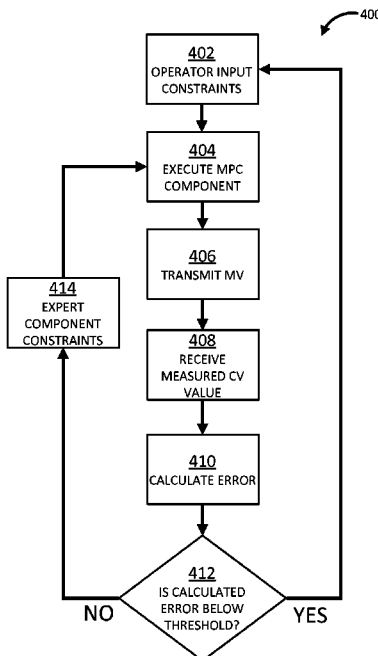 400
402
OPERATOR INPUT
CONSTRAINTS
404
EXECUTE MPC
COMPONENT
406
TRANSMIT MV
414
EXPERT
COMPONENT
CONSTRAINTS
408
RECEIVE
MEASURED CV
VALUE
410
CALCULATE ERROR
412
IS CALCULATED
ERROR BELOW
THRESHOLD?
NO
YES